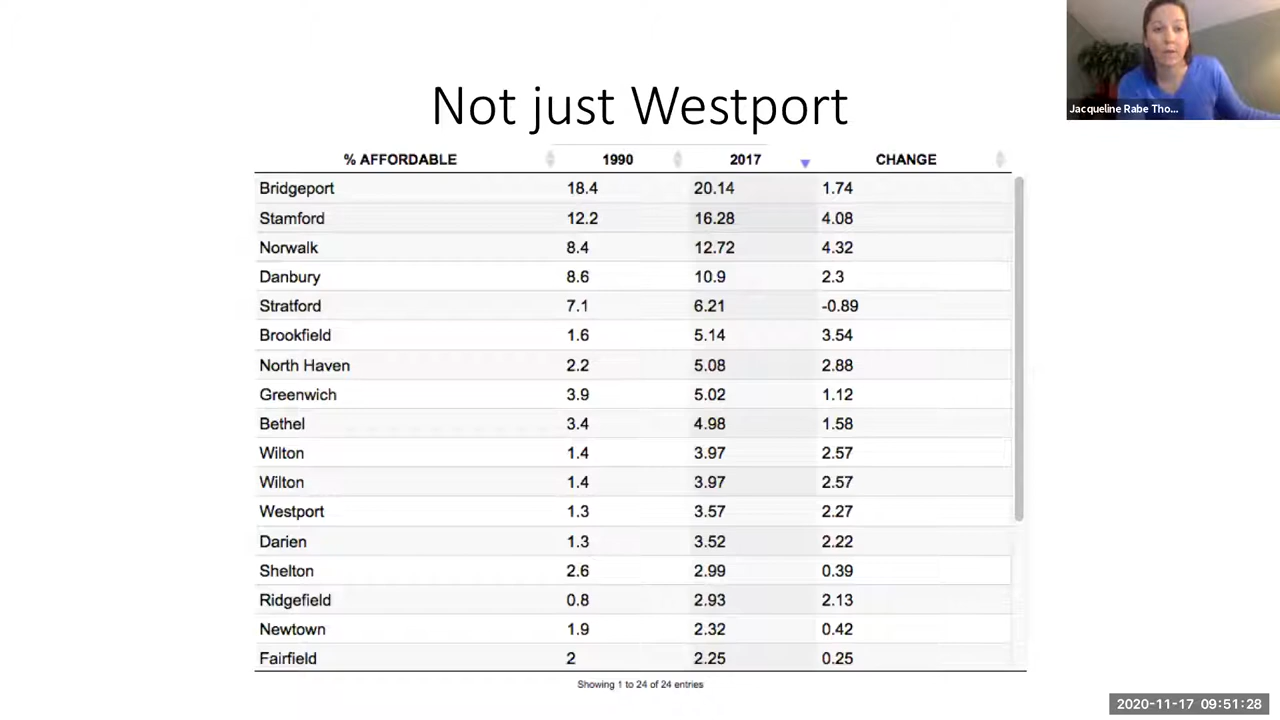 Not just Westport
Jacqueline Rabe Tho...
% AFFORDABLE 1990 2017 CHANGE
Bridgeport 18.4 20.14 1.74
Stamford 12.2 16.28 4.08
Norwalk 8.4 12.72 4.32
Danbury 8.6 10.9 2.3
Stratford 7.1 6.21 -0.89
Brookfield 1.6 5.14 3.54
North Haven 2.2 5.08 2.88
Greenwich 3.9 5.02 1.12
Bethel 3.4 4.98 1.58
Wilton 1.4 3.97 2.57
Wilton 1.4 3.97 2.57
Westport 1.3 3.57 2.27
Darien 1.3 3.52 2.22
Shelton 2.6 2.99 0.39
Ridgefield 0.8 2.93 2.13
Newtown 1.9 2.32 0.42
Fairfield 2 2.25 0.25
Showing 1 to 24 of 24 entries
2020-11-17 09:51:28